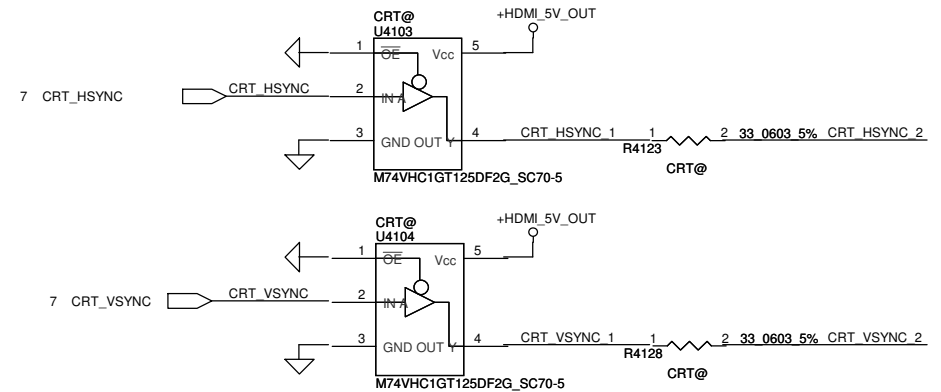 CRT@
U4103
+HDMI_5V_OUT
1 OE Vcc 5
7 CRT_HSYNC CRT_HSYNC 2 IN A
3 GND OUT Y 4 CRT_HSYNC_1 1 2 33_0603_5% CRT_HSYNC_2
R4123
CRT@
M74VHC1GT125DF2G_SC70-5
CRT@
U4104
+HDMI_5V_OUT
1 OE Vcc 5
7 CRT_VSYNC CRT_VSYNC 2 IN A
3 GND OUT Y 4 CRT_VSYNC_1 1 2 33_0603_5% CRT_VSYNC_2
R4128
CRT@
M74VHC1GT125DF2G_SC70-5